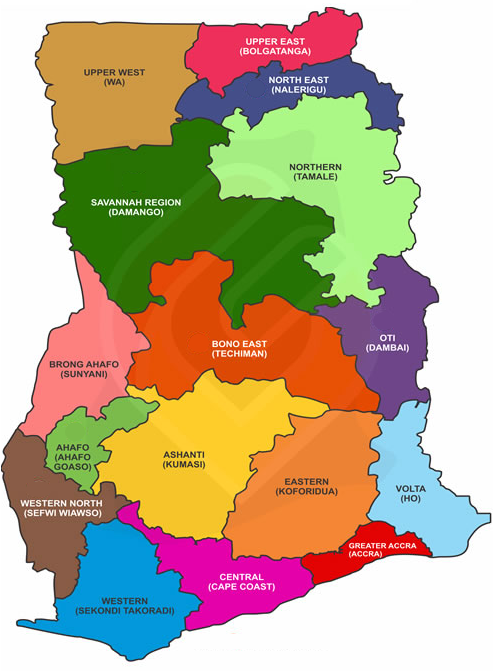 UPPER EAST
(BOLGATANGA)
UPPER WEST
(WA)
NORTH EAST
(NALERIGU)
NORTHERN
(TAMALE)
SAVANNAH REGION
(DAMANGO)
OTI
(DAMBAI)
BONO EAST
(TECHIMAN)
BRONG AHAFO
(SUNYANI)
AHAFO
(AHAFO
GOASO)
ASHANTI
(KUMASI)
EASTERN
(KOFORIDUA)
VOLTA
(HO)
WESTERN NORTH
(SEFWI WIAWSO)
GREATER ACCRA
(ACCRA)
CENTRAL
(CAPE COAST)
WESTERN
(SEKONDI TAKORADI)